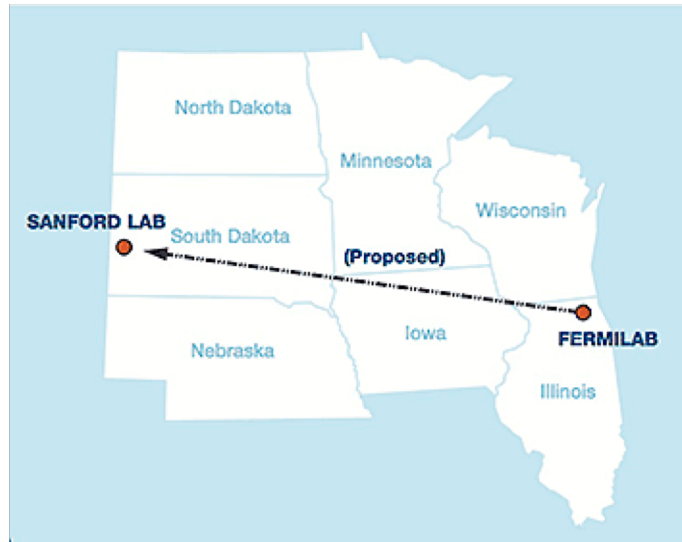 North Dakota
Minnesota
Wisconsin
SANFORD LAB
South Dakota
(Proposed)
Iowa
FERMILAB
Nebraska
Illinois